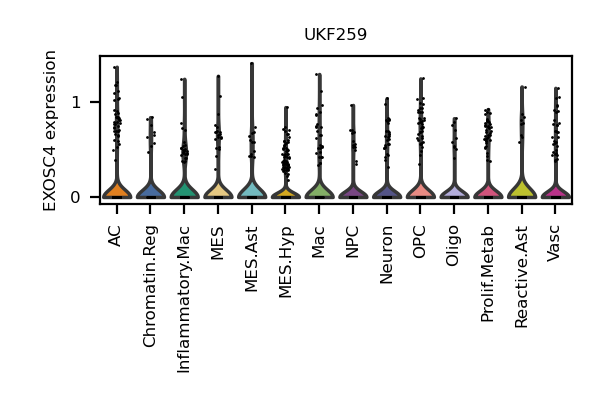 UKF259
EXOSC4 expression
1
0
AC
Chromatin.Reg
Inflammatory.Mac
MES
MES.Ast
MES.Hyp
Mac
NPC
Neuron
OPC
Oligo
Prolif.Metab
Reactive.Ast
Vasc